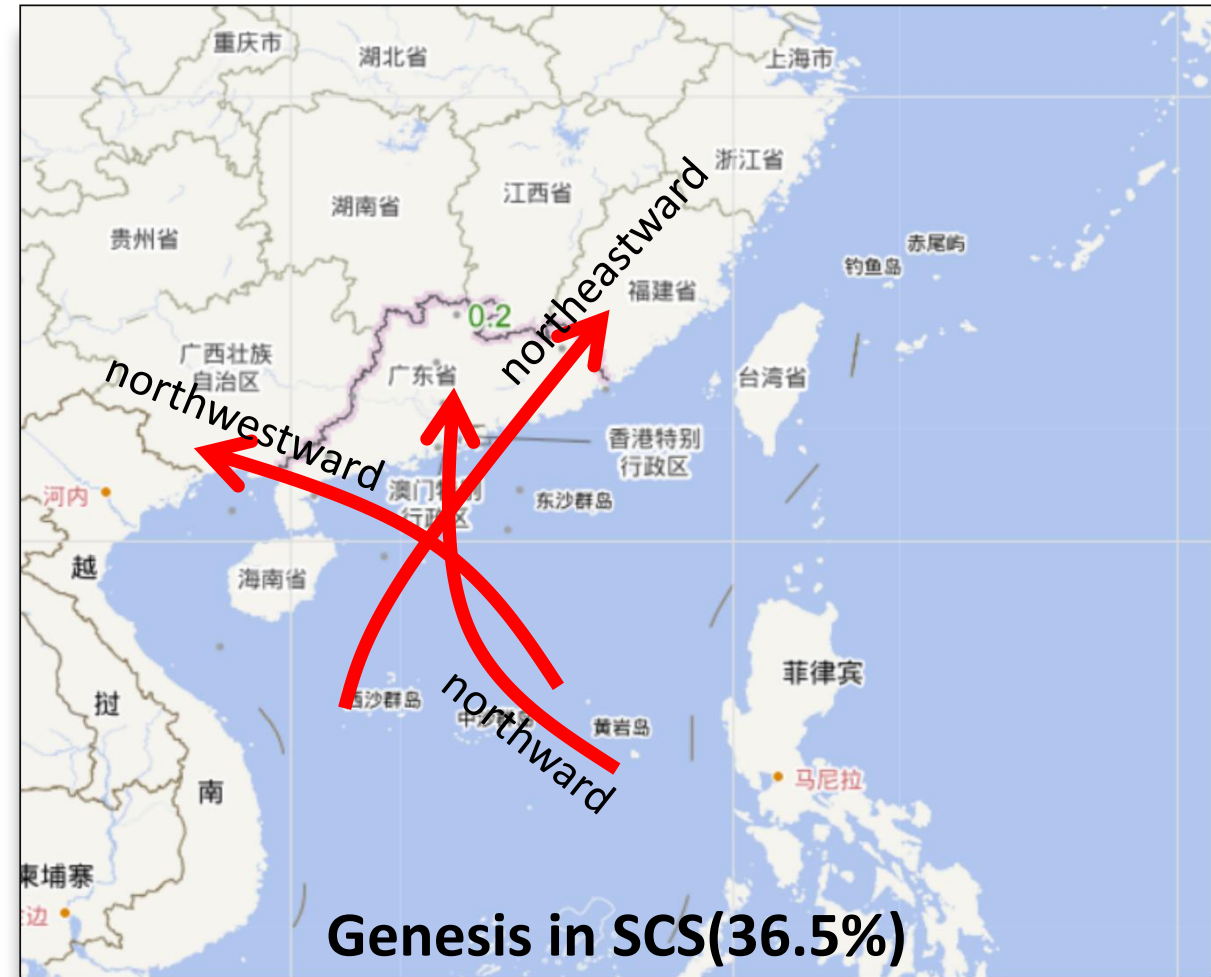 重庆市
湖北省
上海市
浙江省
江西省
湖南省
贵州省
赤尾屿
钓鱼岛
福建省
northeastward
0.2
广西壮族
自治区
广东省
台湾省
northwestward
香港特别
行政区
河内
澳门特别
行政区
东沙群岛
越
海南省
菲律宾
西沙群岛
northward
黄岩岛
挝
南
马尼拉
柬埔寨
边
Genesis in SCS(36.5%)